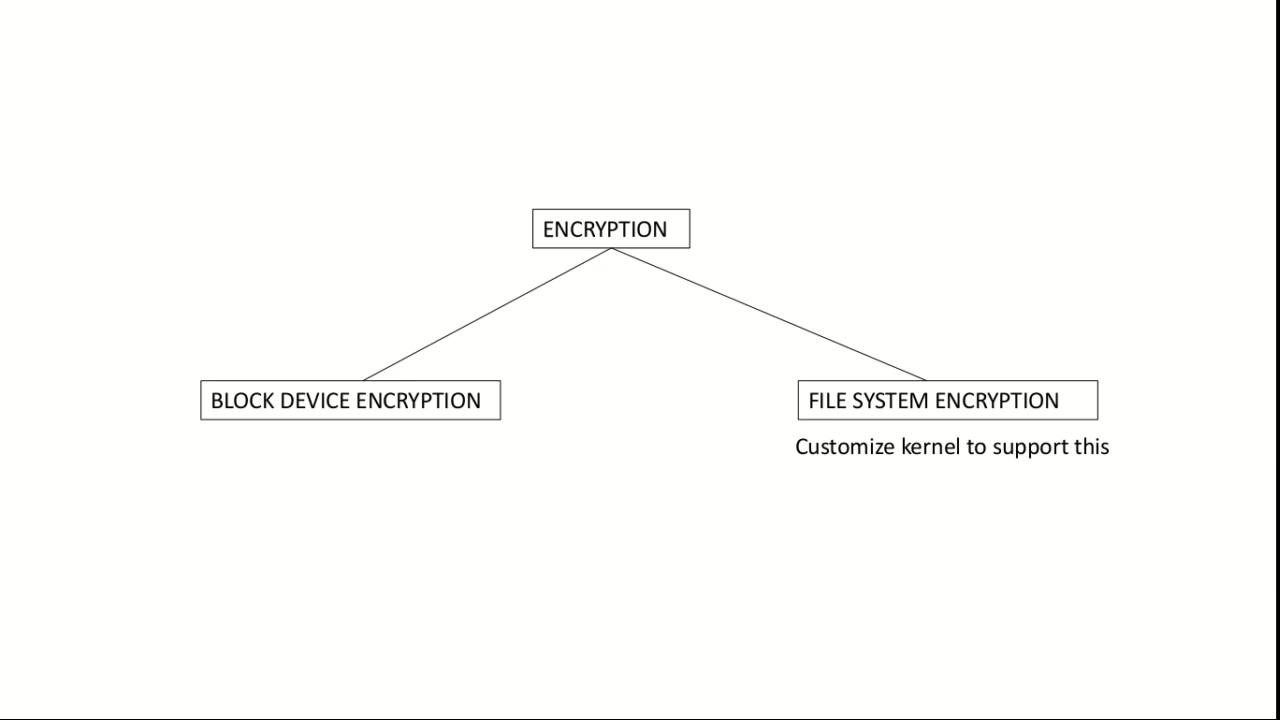 ENCRYPTION
BLOCK DEVICE ENCRYPTION
FILE SYSTEM ENCRYPTION
Customize kernel to support this